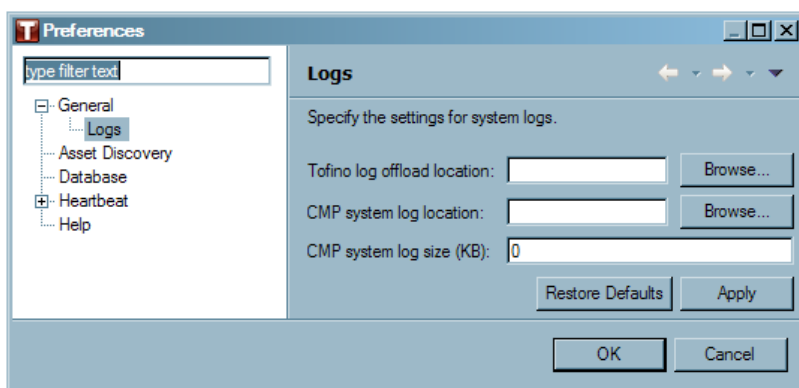 Preferences
type filter text
General
Logs
Asset Discovery
Database
Heartbeat
Help
Logs
Specify the settings for system logs.
Tofino log offload location: Browse...
CMP system log location: Browse...
CMP system log size (KB): 0
Restore Defaults Apply
OK Cancel